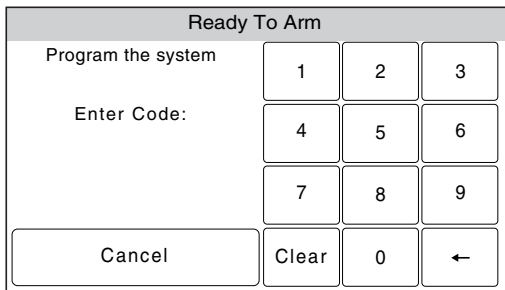 Ready To Arm
Program the system
1 2 3
Enter Code:
4 5 6
7 8 9
Cancel Clear 0 ←